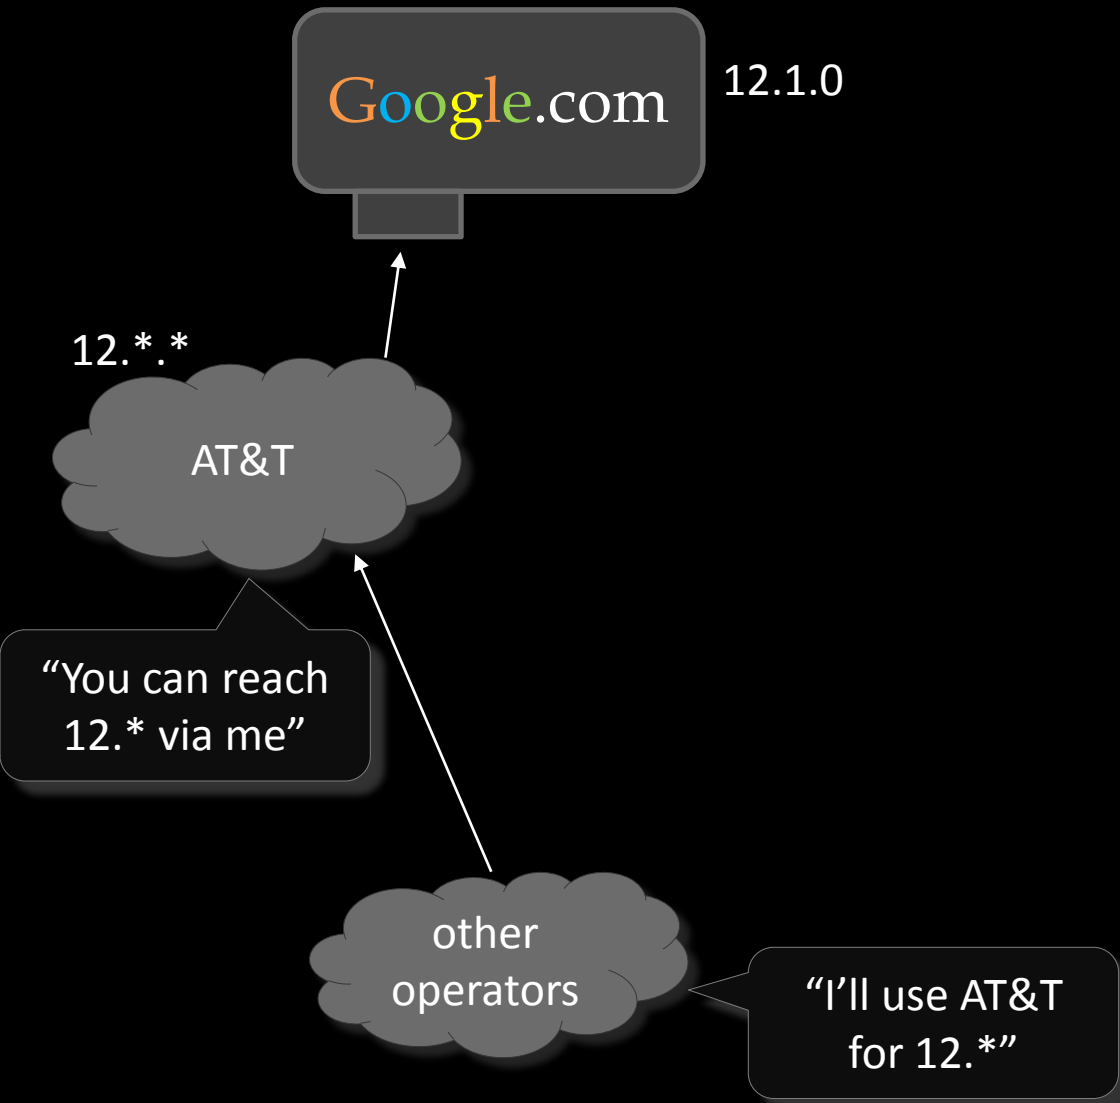 Google.com
12.1.0
12.*.*
AT&T
“You can reach
12.* via me”
other
operators
“I’ll use AT&T
for 12.*”